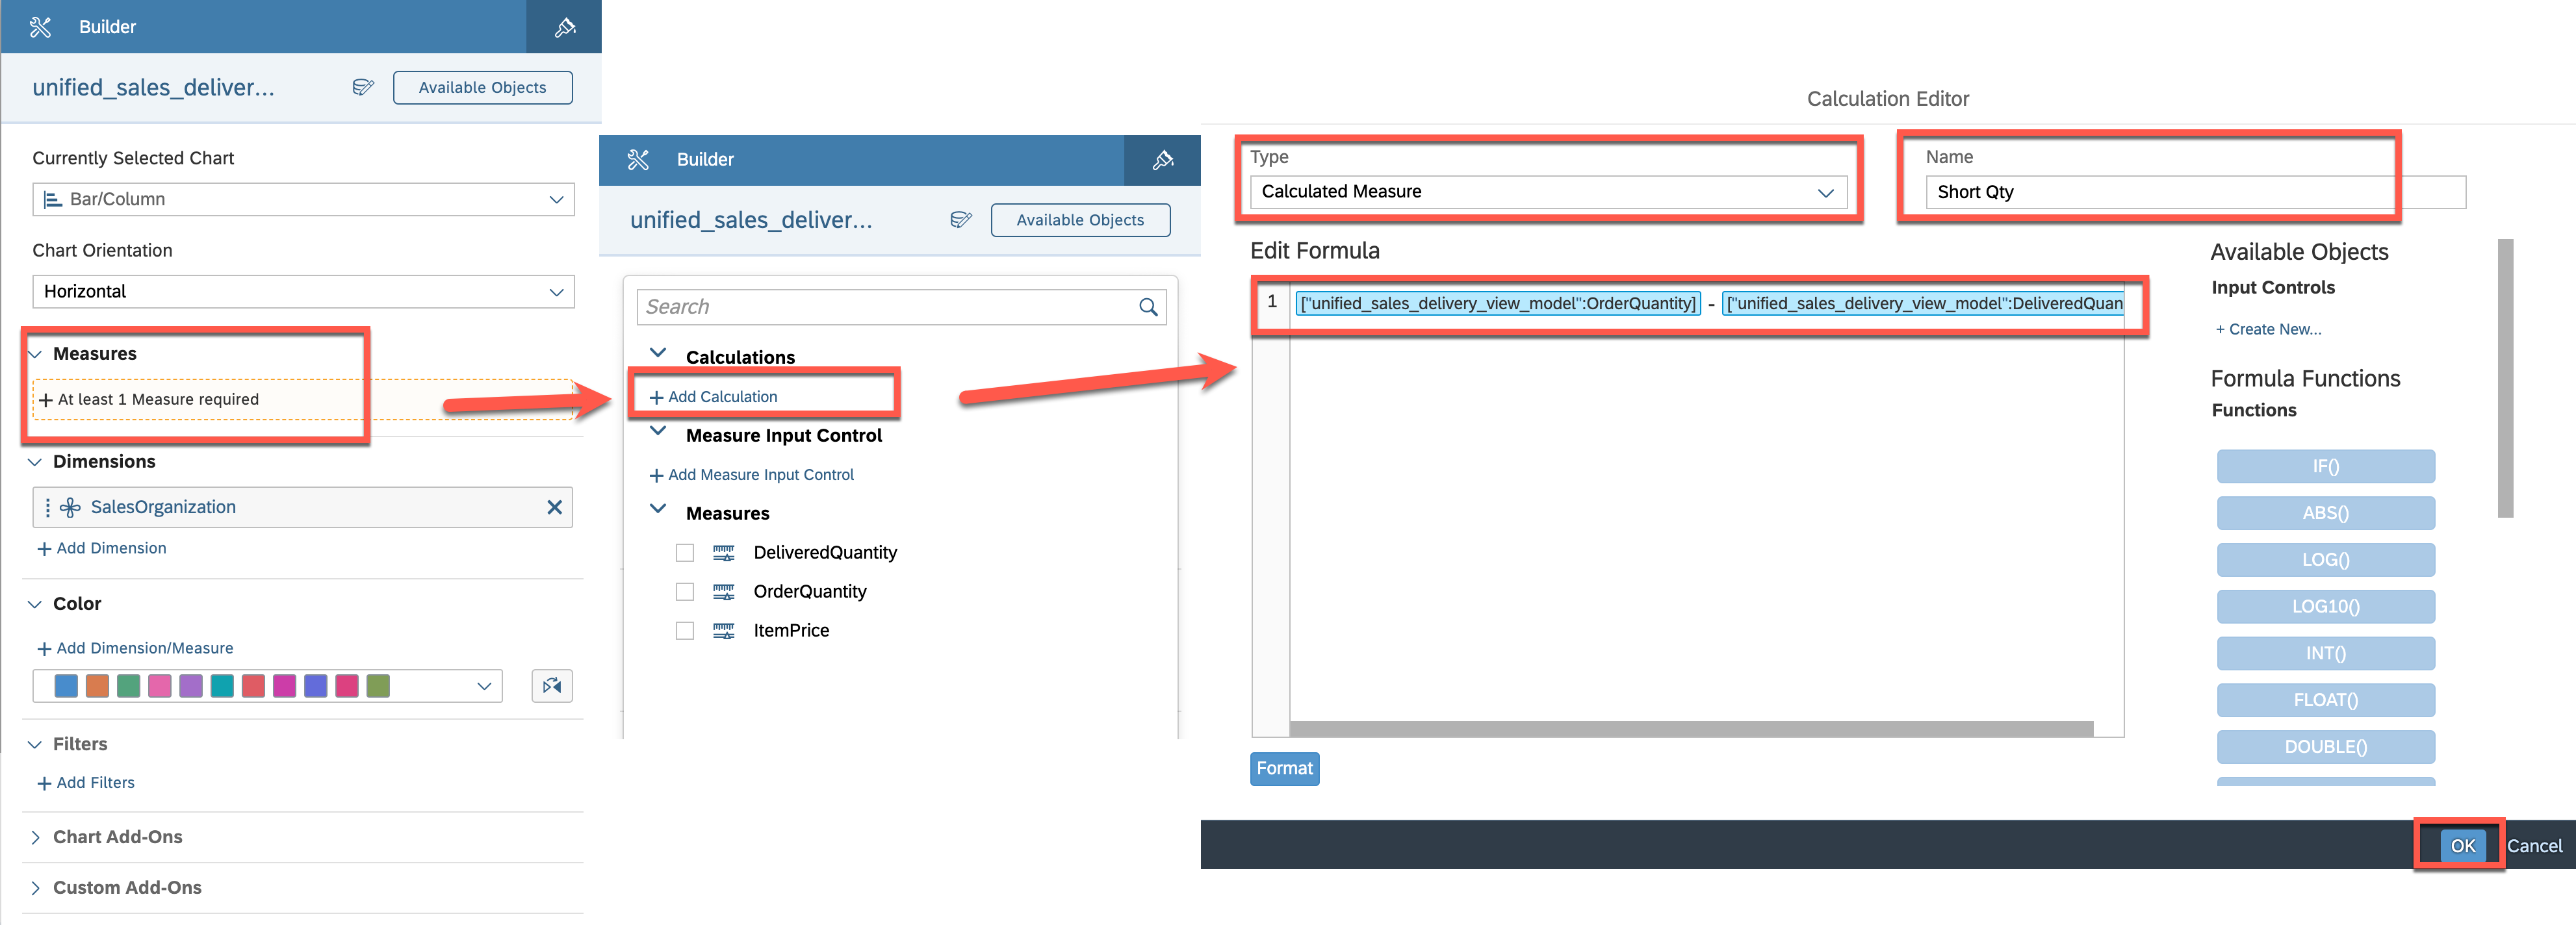 Builder
unified_sales_deliver...
Available Objects
Currently Selected Chart
Bar/Column
Chart Orientation
Horizontal
Measures
+ At least 1 Measure required
Dimensions
SalesOrganization
+ Add Dimension
Color
+ Add Dimension/Measure
Filters
+ Add Filters
Chart Add-Ons
Custom Add-Ons
Builder
unified_sales_deliver...
Available Objects
Search
Calculations
+ Add Calculation
Measure Input Control
+ Add Measure Input Control
Measures
DeliveredQuantity
OrderQuantity
ItemPrice
Calculation Editor
Type
Calculated Measure
Name
Short Qty
Edit Formula
1 ["unified_sales_delivery_view_model":OrderQuantity] - ["unified_sales_delivery_view_model":DeliveredQuan
Format
Available Objects
Input Controls
+ Create New...
Formula Functions
Functions
IF()
ABS()
LOG()
LOG10()
INT()
FLOAT()
DOUBLE()
OK Cancel